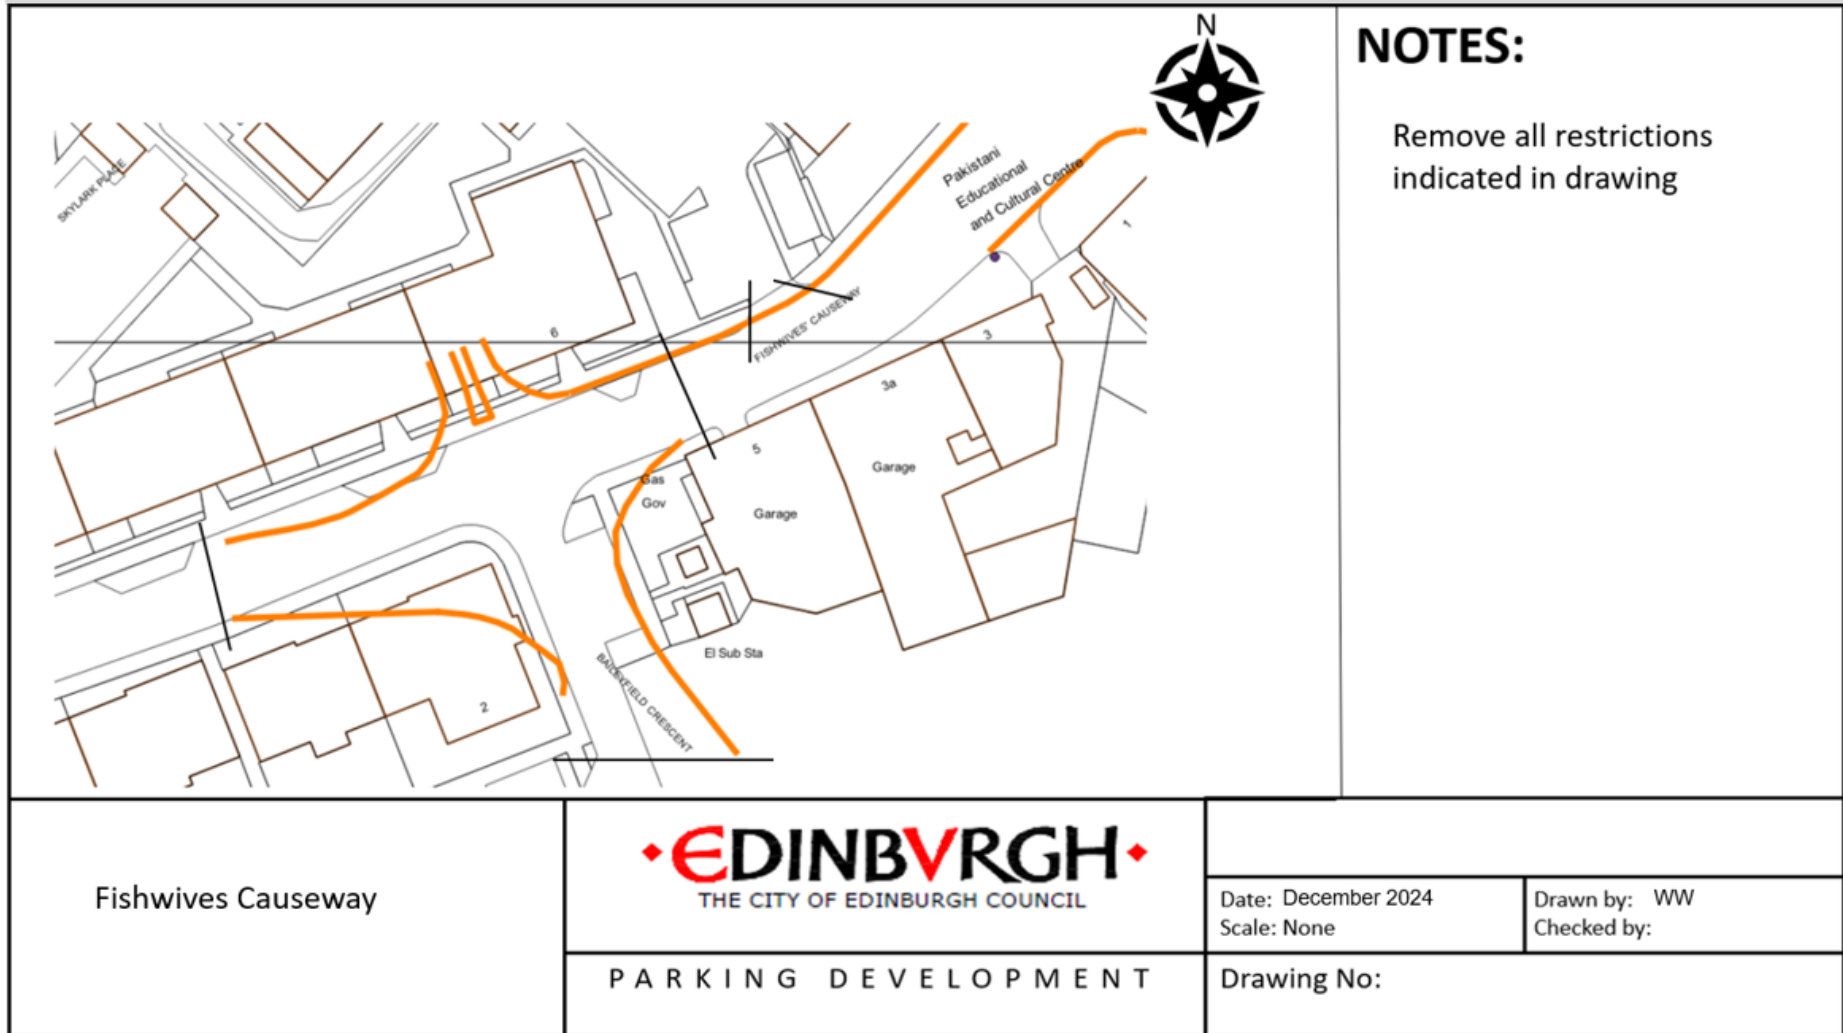 N
NOTES:
Remove all restrictions
indicated in drawing
SKYLARK PLACE
Pakistani
Educational
and Cultural Centre
1
6
FISHWIVES' CAUSEWAY
3
3a
5
Garage
Garage
Gas
Gov
El Sub Sta
BAILEYFIELD CRESCENT
2
Fishwives Causeway
EDINBVRGH
THE CITY OF EDINBURGH COUNCIL
PARKING DEVELOPMENT
Date: December 2024
Scale: None
Drawn by: WW
Checked by:
Drawing No: